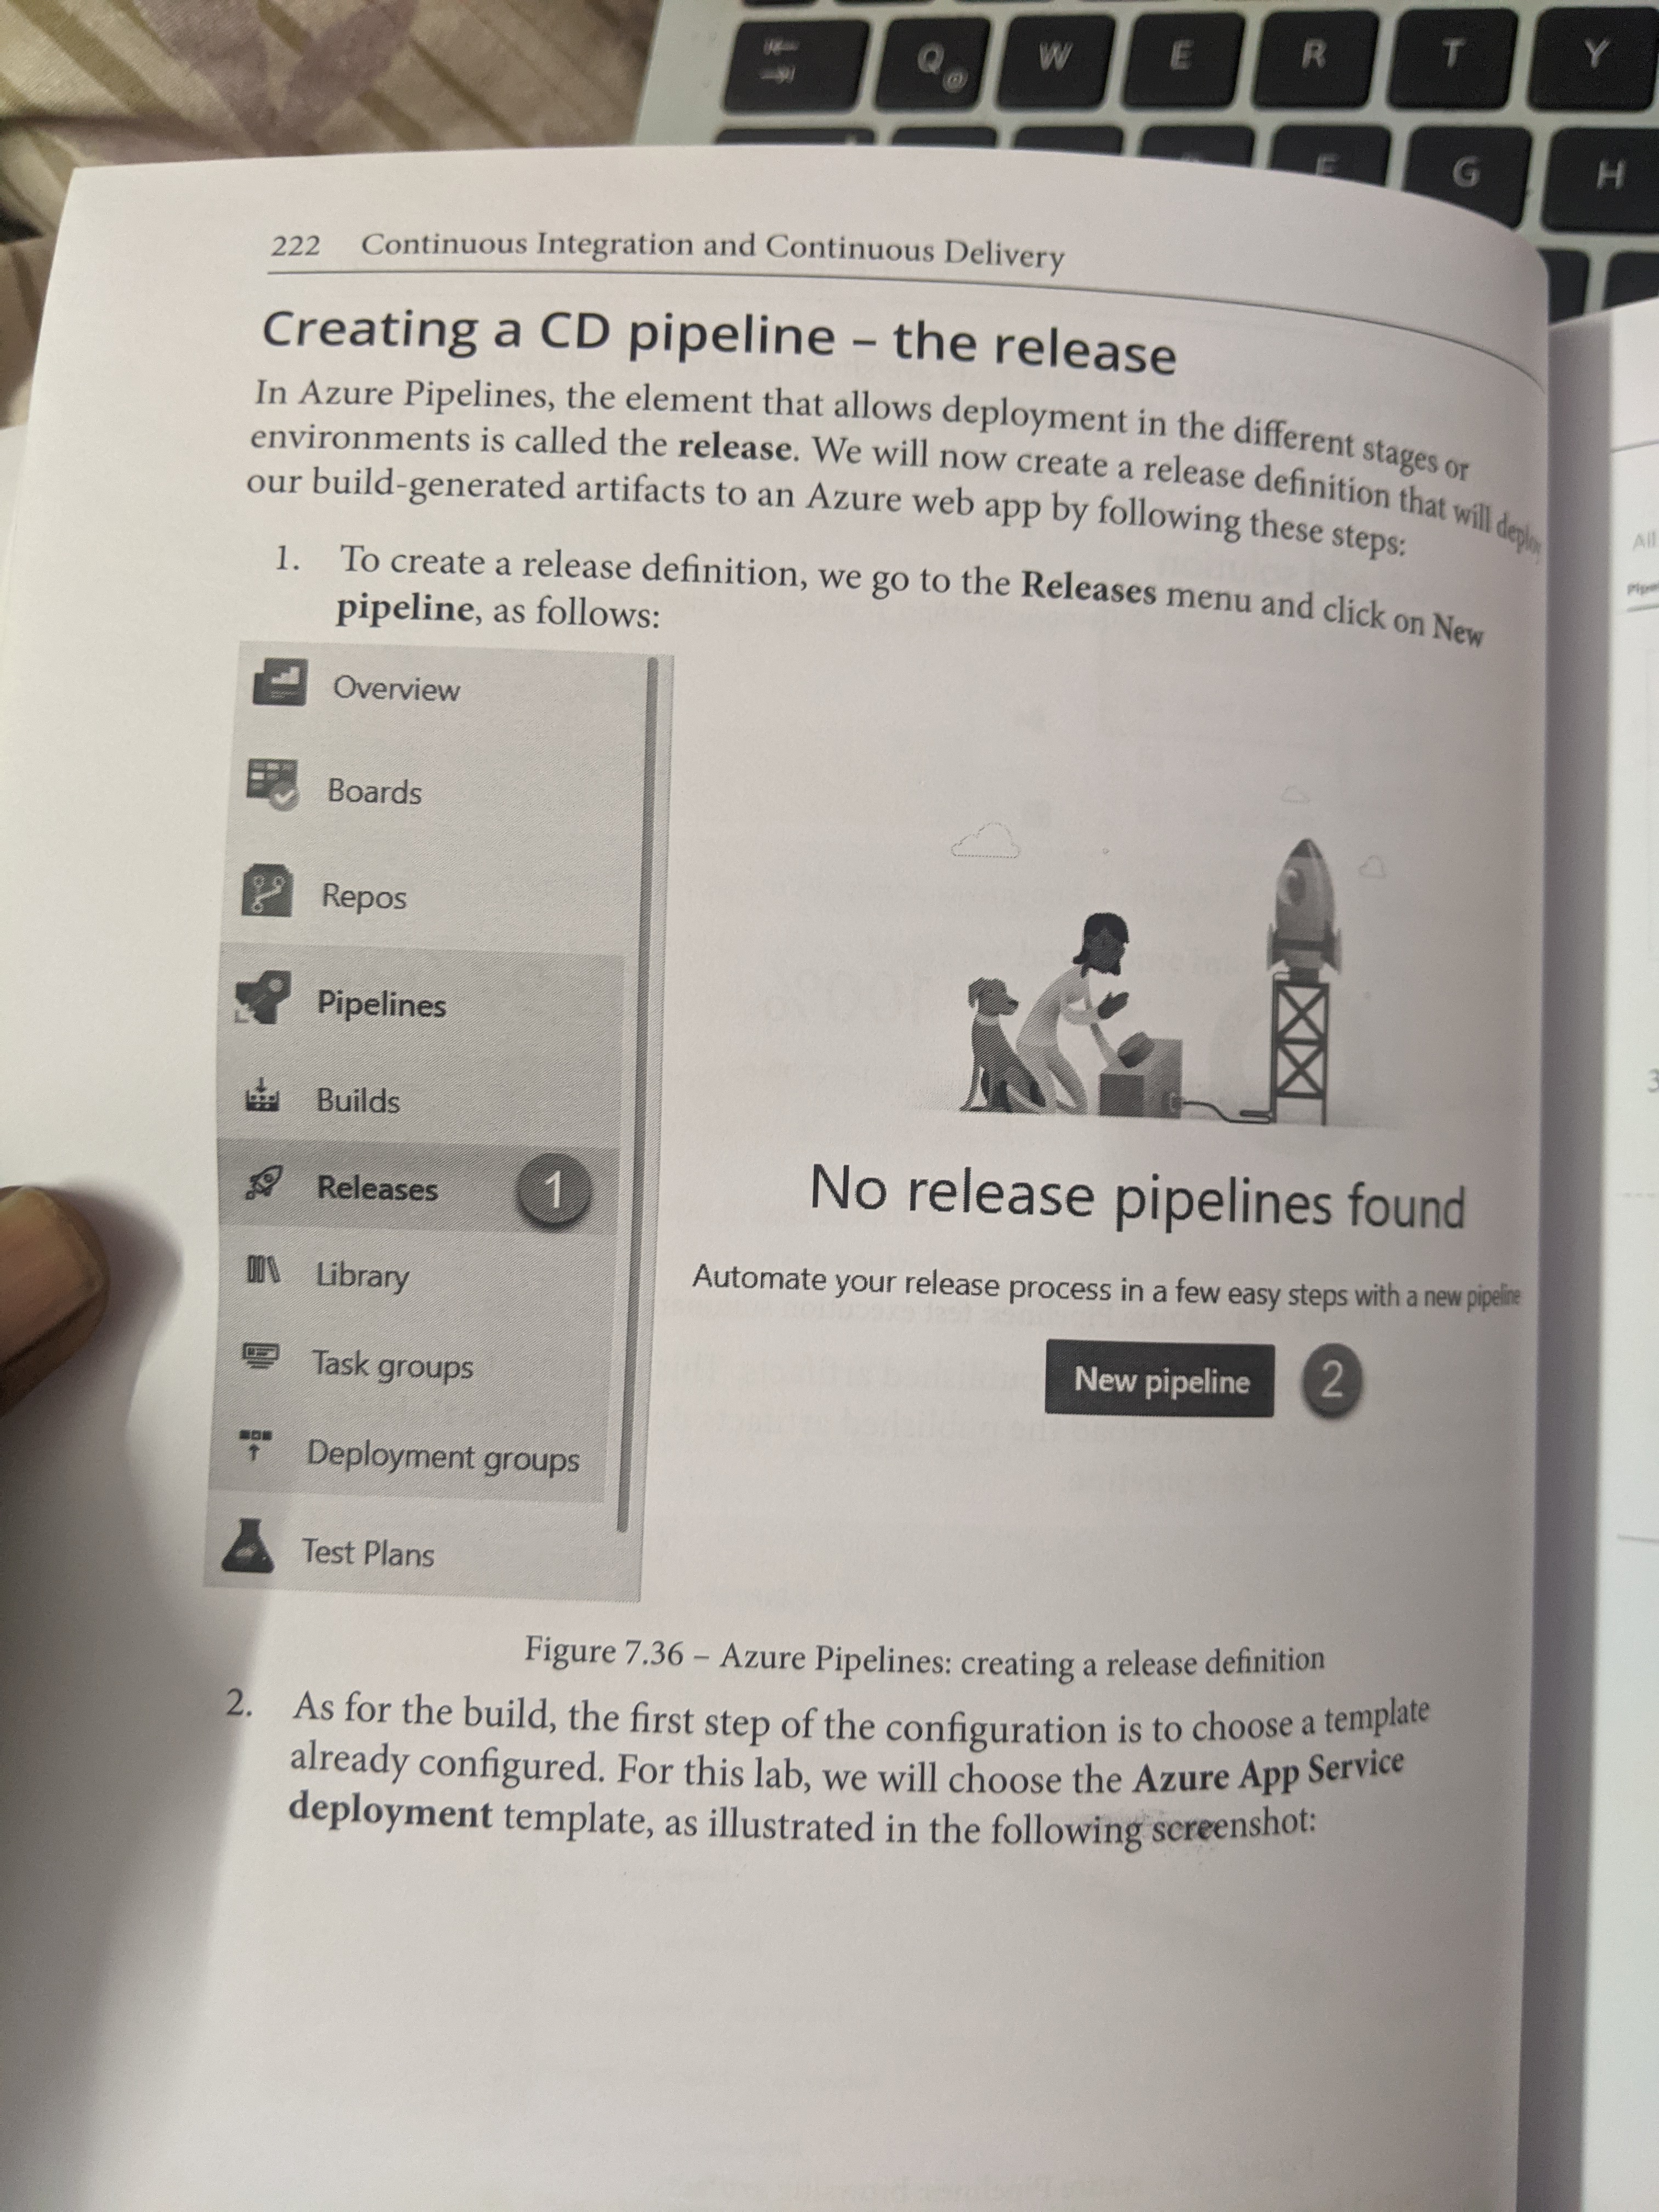 Q
@
W
E
R
T
Y
F
G
H
222 Continuous Integration and Continuous Delivery
Creating a CD pipeline – the release
In Azure Pipelines, the element that allows deployment in the different stages or
environments is called the release. We will now create a release definition that will deploy
our build-generated artifacts to an Azure web app by following these steps:
1. To create a release definition, we go to the Releases menu and click on New
pipeline, as follows:
Overview
Boards
Repos
Pipelines
Builds
Releases 1
Library
Task groups
Deployment groups
Test Plans
No release pipelines found
Automate your release process in a few easy steps with a new pipeline
New pipeline 2
Figure 7.36 – Azure Pipelines: creating a release definition
2. As for the build, the first step of the configuration is to choose a template
already configured. For this lab, we will choose the Azure App Service
deployment template, as illustrated in the following screenshot:
All
3